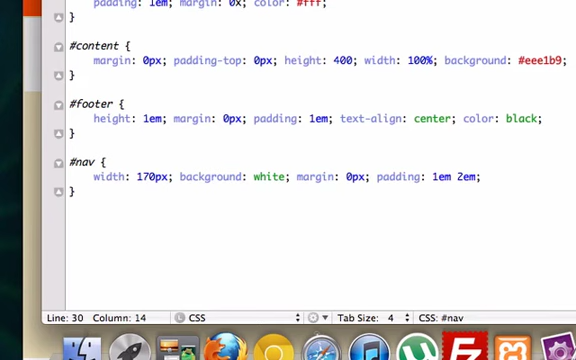 padding: 1em; margin: 0x; color: #fff;
}
#content {
margin: 0px; padding-top: 0px; height: 400; width: 100%; background: #eee1b9;
}
#footer {
height: 1em; margin: 0px; padding: 1em; text-align: center; color: black;
}
#nav {
width: 170px; background: white; margin: 0px; padding: 1em 2em;
}
Line: 30 Column: 14 CSS Tab Size: 4 CSS: #nav